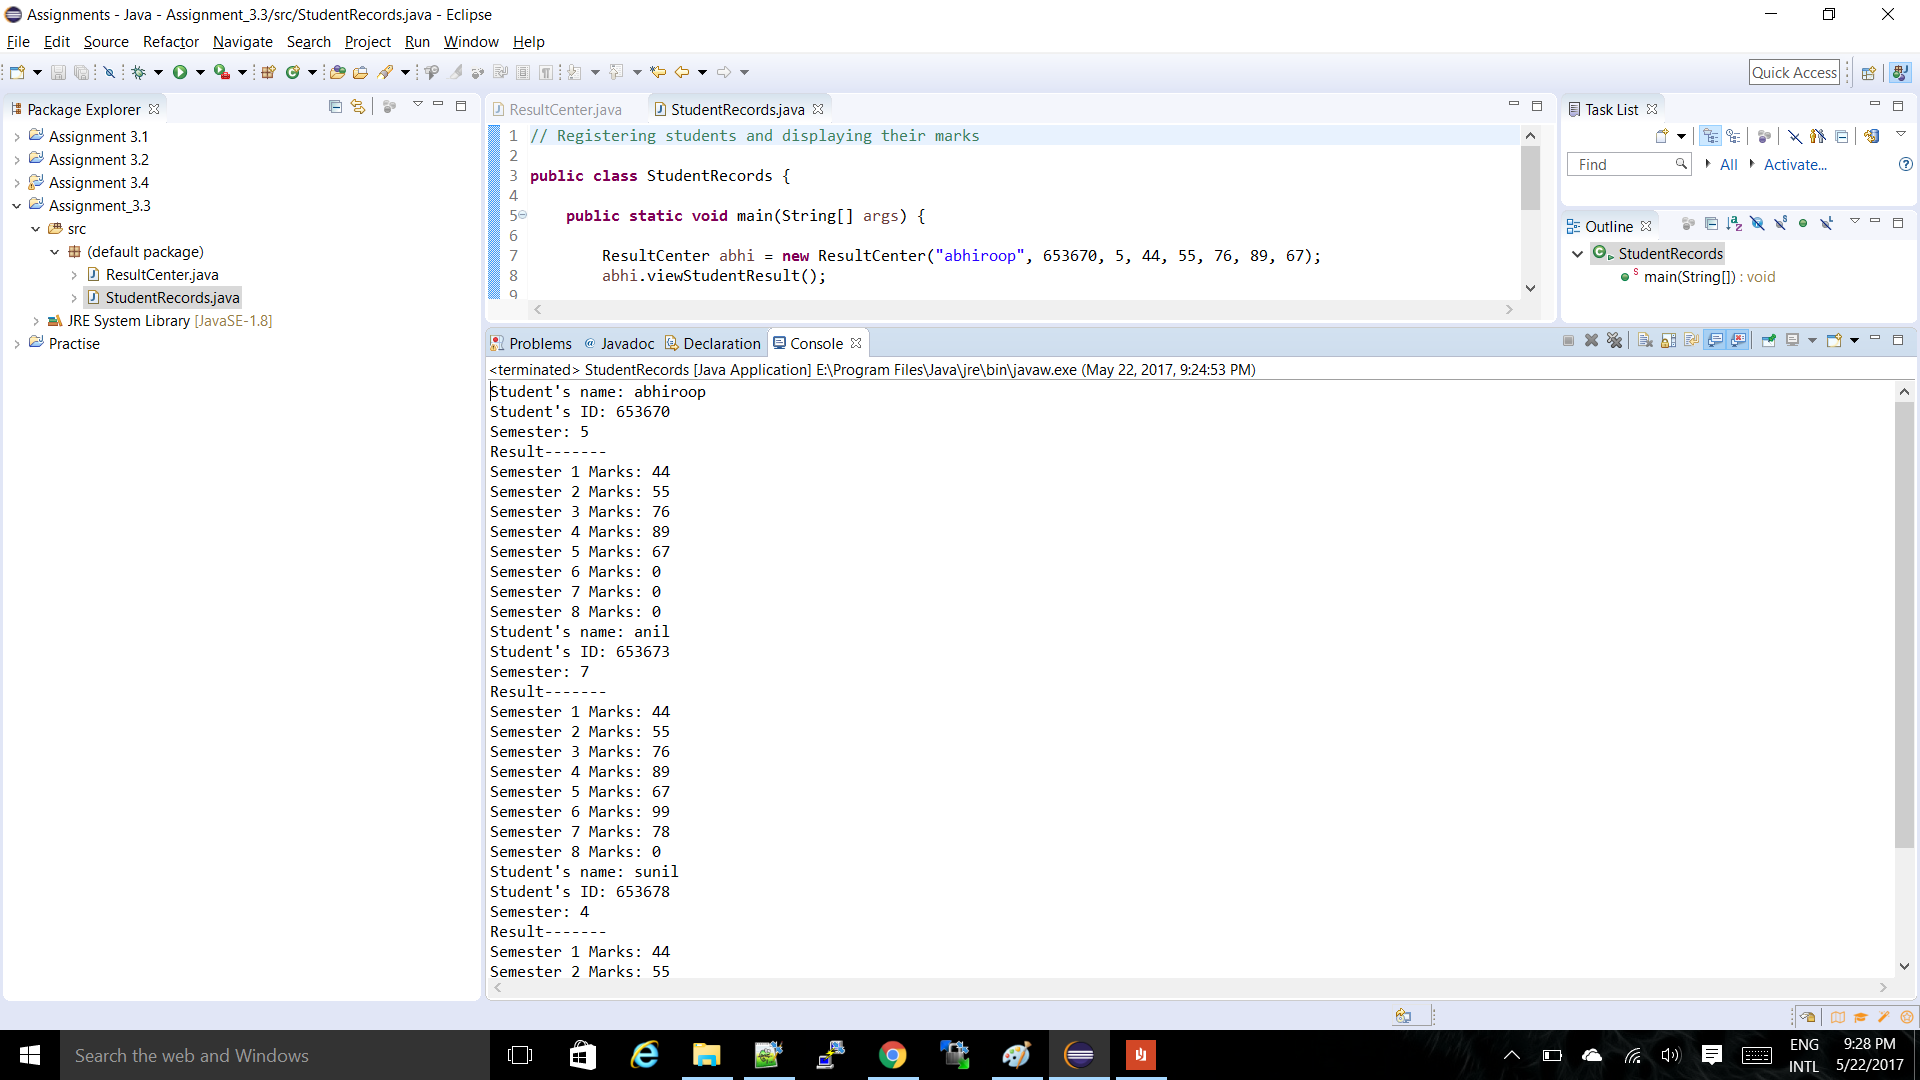 Assignments - Java - Assignment_3.3/src/StudentRecords.java - Eclipse
File Edit Source Refactor Navigate Search Project Run Window Help
Quick Access
Package Explorer
Assignment 3.1
Assignment 3.2
Assignment 3.4
Assignment_3.3
src
(default package)
ResultCenter.java
StudentRecords.java
JRE System Library [JavaSE-1.8]
Practise
ResultCenter.java StudentRecords.java
1 // Registering students and displaying their marks
2
3 public class StudentRecords {
4
5 public static void main(String[] args) {
6
7 ResultCenter abhi = new ResultCenter("abhiroop", 653670, 5, 44, 55, 76, 89, 67);
8 abhi.viewStudentResult();
9
Task List
Find All Activate...
Outline
StudentRecords
main(String[]) : void
Problems Javadoc Declaration Console
<terminated> StudentRecords [Java Application] E:\Program Files\Java\jre\bin\javaw.exe (May 22, 2017, 9:24:53 PM)
Student's name: abhiroop
Student's ID: 653670
Semester: 5
Result-------
Semester 1 Marks: 44
Semester 2 Marks: 55
Semester 3 Marks: 76
Semester 4 Marks: 89
Semester 5 Marks: 67
Semester 6 Marks: 0
Semester 7 Marks: 0
Semester 8 Marks: 0
Student's name: anil
Student's ID: 653673
Semester: 7
Result-------
Semester 1 Marks: 44
Semester 2 Marks: 55
Semester 3 Marks: 76
Semester 4 Marks: 89
Semester 5 Marks: 67
Semester 6 Marks: 99
Semester 7 Marks: 78
Semester 8 Marks: 0
Student's name: sunil
Student's ID: 653678
Semester: 4
Result-------
Semester 1 Marks: 44
Semester 2 Marks: 55
Search the web and Windows
ENG
INTL
9:28 PM
5/22/2017